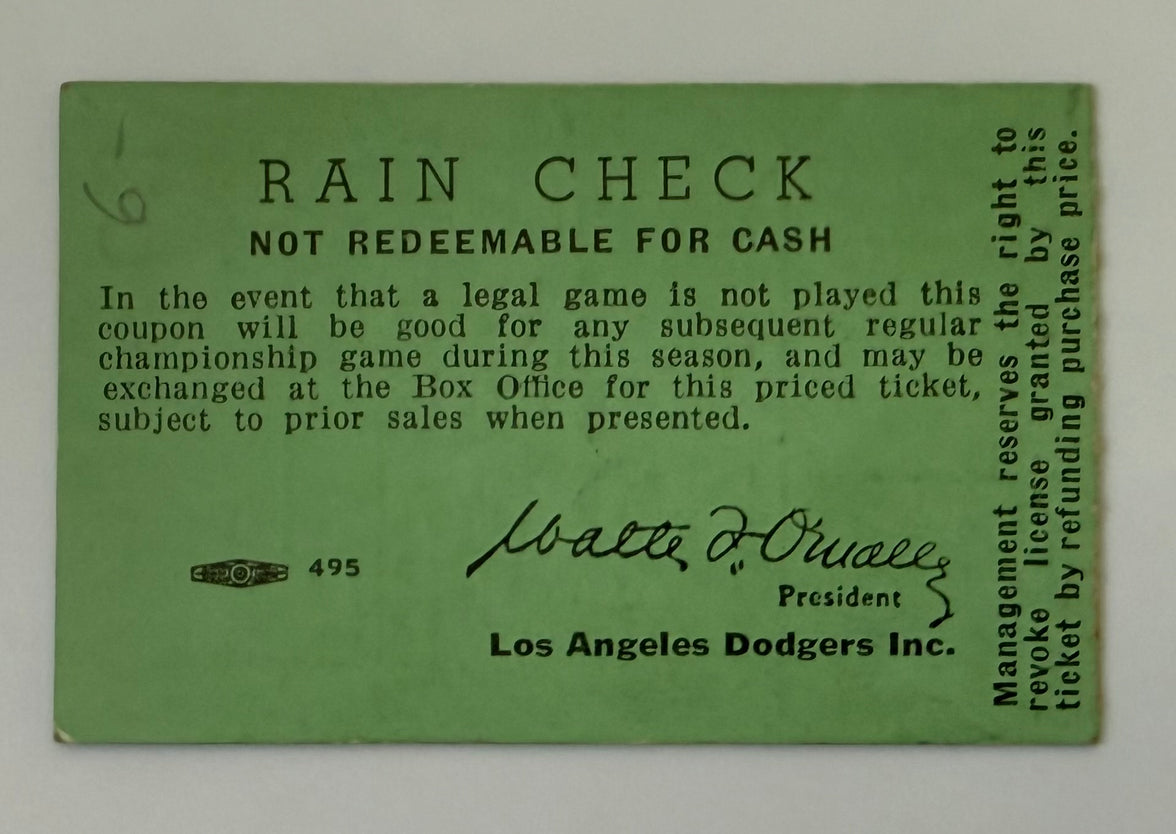 RAIN CHECK
NOT REDEEMABLE FOR CASH
In the event that a legal game is not played this
coupon will be good for any subsequent regular
championship game during this season, and may be
exchanged at the Box Office for this priced ticket,
subject to prior sales when presented.
Walter F. O'Malley
President
Los Angeles Dodgers Inc.
495
Management reserves the right to
revoke license granted by this
ticket by refunding purchase price.
6-